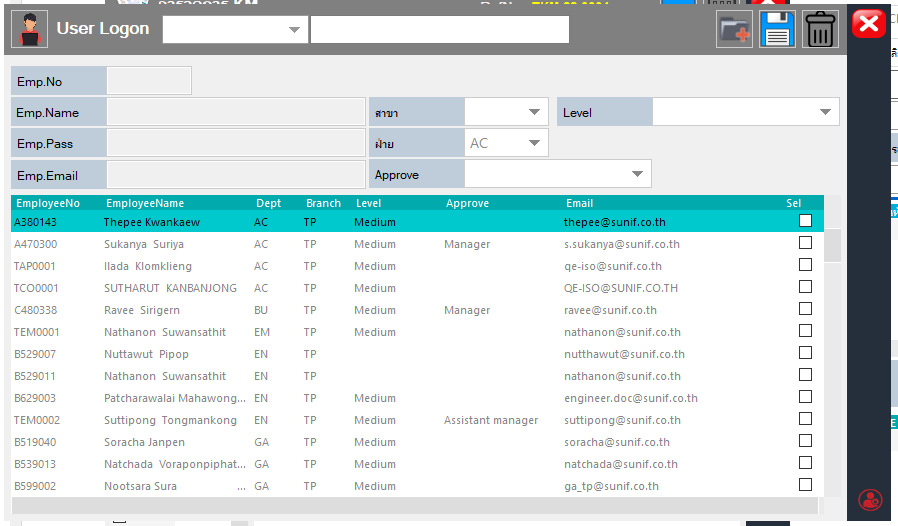 User Logon
Emp.No
Emp.Name สาขา Level
Emp.Pass ฝ่าย AC
Emp.Email Approve
EmployeeNo EmployeeName Dept Branch Level Approve Email Sel
A380143 Thepee Kwankaew AC TP Medium thepee@sunif.co.th
A470300 Sukanya Suriya AC TP Medium Manager s.sukanya@sunif.co.th
TAP0001 Ilada Klomklieng AC TP Medium qe-iso@sunif.co.th
TCO0001 SUTHARUT KANBANJONG AC TP Medium QE-ISO@SUNIF.CO.TH
C480338 Ravee Sirigern BU TP Medium Manager ravee@sunif.co.th
TEM0001 Nathanon Suwansathit EM TP Medium nathanon@sunif.co.th
B529007 Nuttawut Pipop EN TP nutthawut@sunif.co.th
B529011 Nathanon Suwansathit EN TP nathanon@sunif.co.th
B629003 Patcharawalai Mahawong... EN TP Medium engineer.doc@sunif.co.th
TEM0002 Suttipong Tongmankong EN TP Medium Assistant manager suttipong@sunif.co.th
B519040 Soracha Janpen GA TP Medium soracha@sunif.co.th
B539013 Natchada Voraponpiphat... GA TP Medium natchada@sunif.co.th
B599002 Nootsara Sura ... GA TP Medium ga_tp@sunif.co.th